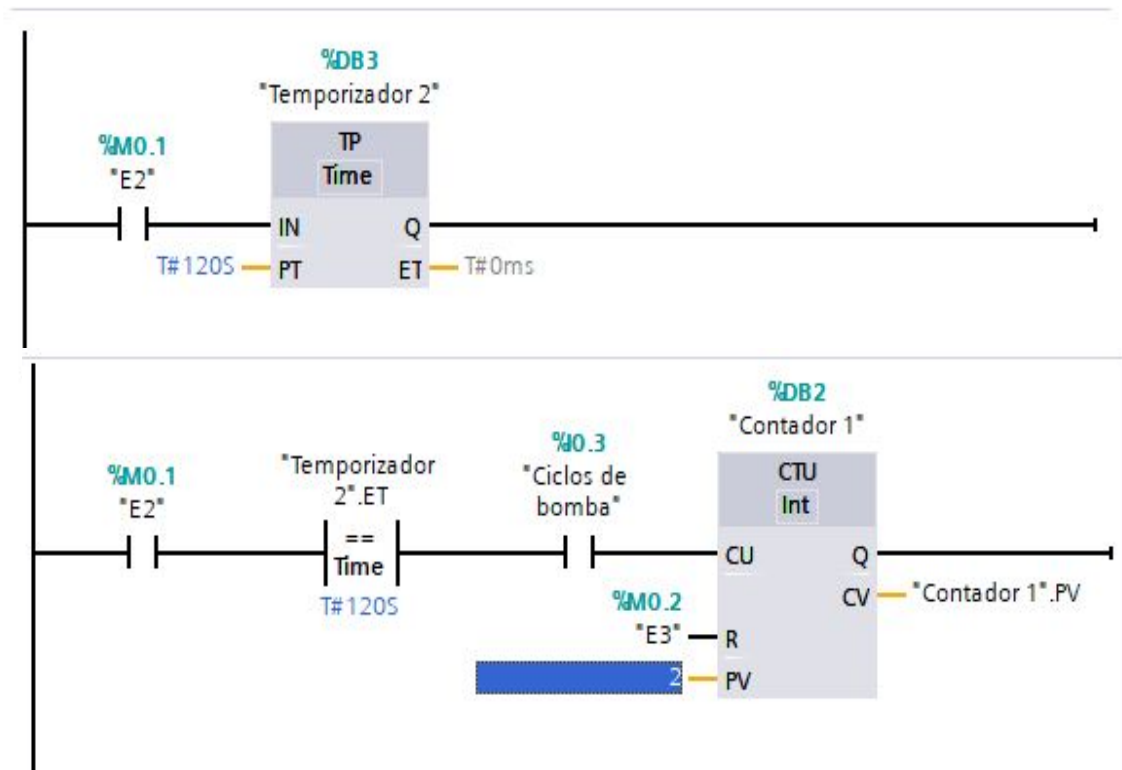 %DB3
"Temporizador 2"
%M0.1
"E2"
TP
Time
IN
Q
T#120S
PT
ET
T#0ms
%DB2
"Contador 1"
%M0.1
"E2"
"Temporizador
2".ET
==
Time
T#120S
%I0.3
"Ciclos de
bomba"
CTU
Int
CU
Q
CV
"Contador 1".PV
%M0.2
"E3"
R
2
PV